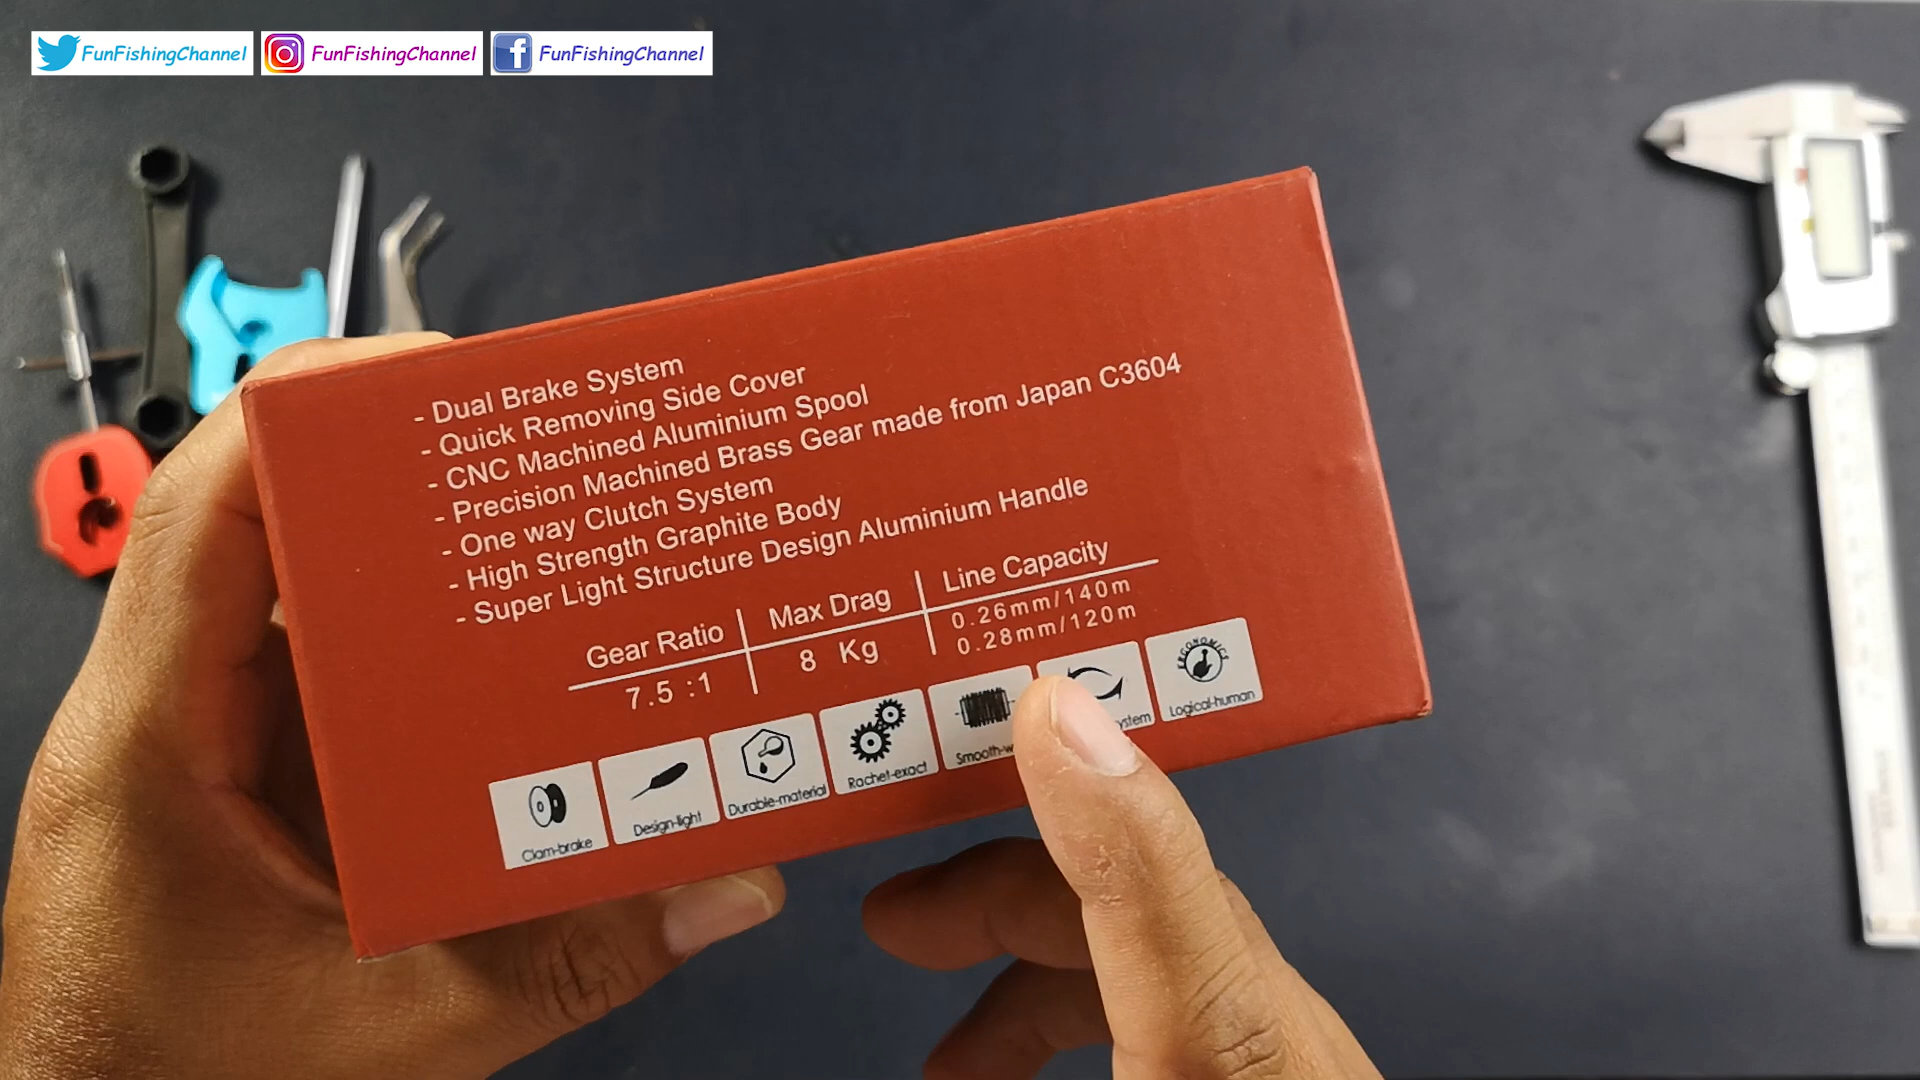 FunFishingChannel FunFishingChannel FunFishingChannel
- Dual Brake System
- Quick Removing Side Cover
- CNC Machined Aluminium Spool
- Precision Machined Brass Gear made from Japan C3604
- One way Clutch System
- High Strength Graphite Body
- Super Light Structure Design Aluminium Handle
Gear Ratio Max Drag Line Capacity
7.5 :1 8 Kg 0.26mm/140m
0.28mm/120m
ERGONOMICS
Clam-brake Design-light Durable-material Rachet-exact Logical-human